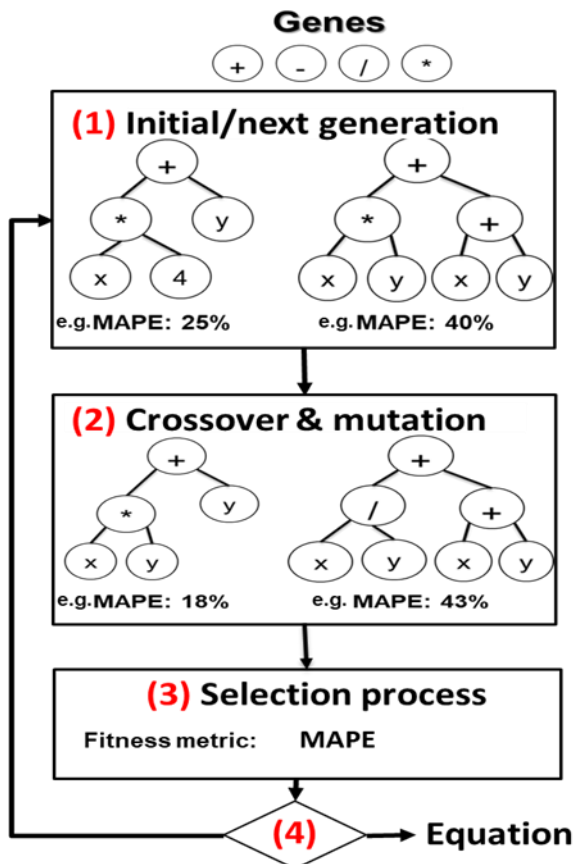 Genes
+ - / *
(1) Initial/next generation
+ +
* y * +
x 4 x y x y
e.g.MAPE: 25% e.g.MAPE: 40%
(2) Crossover & mutation
+ +
* y / +
x y x y x y
e.g.MAPE: 18% e.g. MAPE: 43%
(3) Selection process
Fitness metric: MAPE
(4) Equation